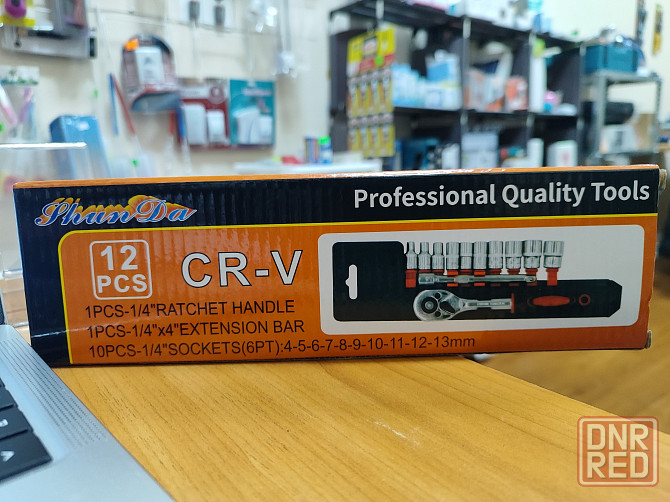 ShunDa
Professional Quality Tools
12
PCS
CR-V
1PCS-1/4"RATCHET HANDLE
1PCS-1/4"x4"EXTENSION BAR
10PCS-1/4"SOCKETS(6PT):4-5-6-7-8-9-10-11-12-13mm
DNR
RED